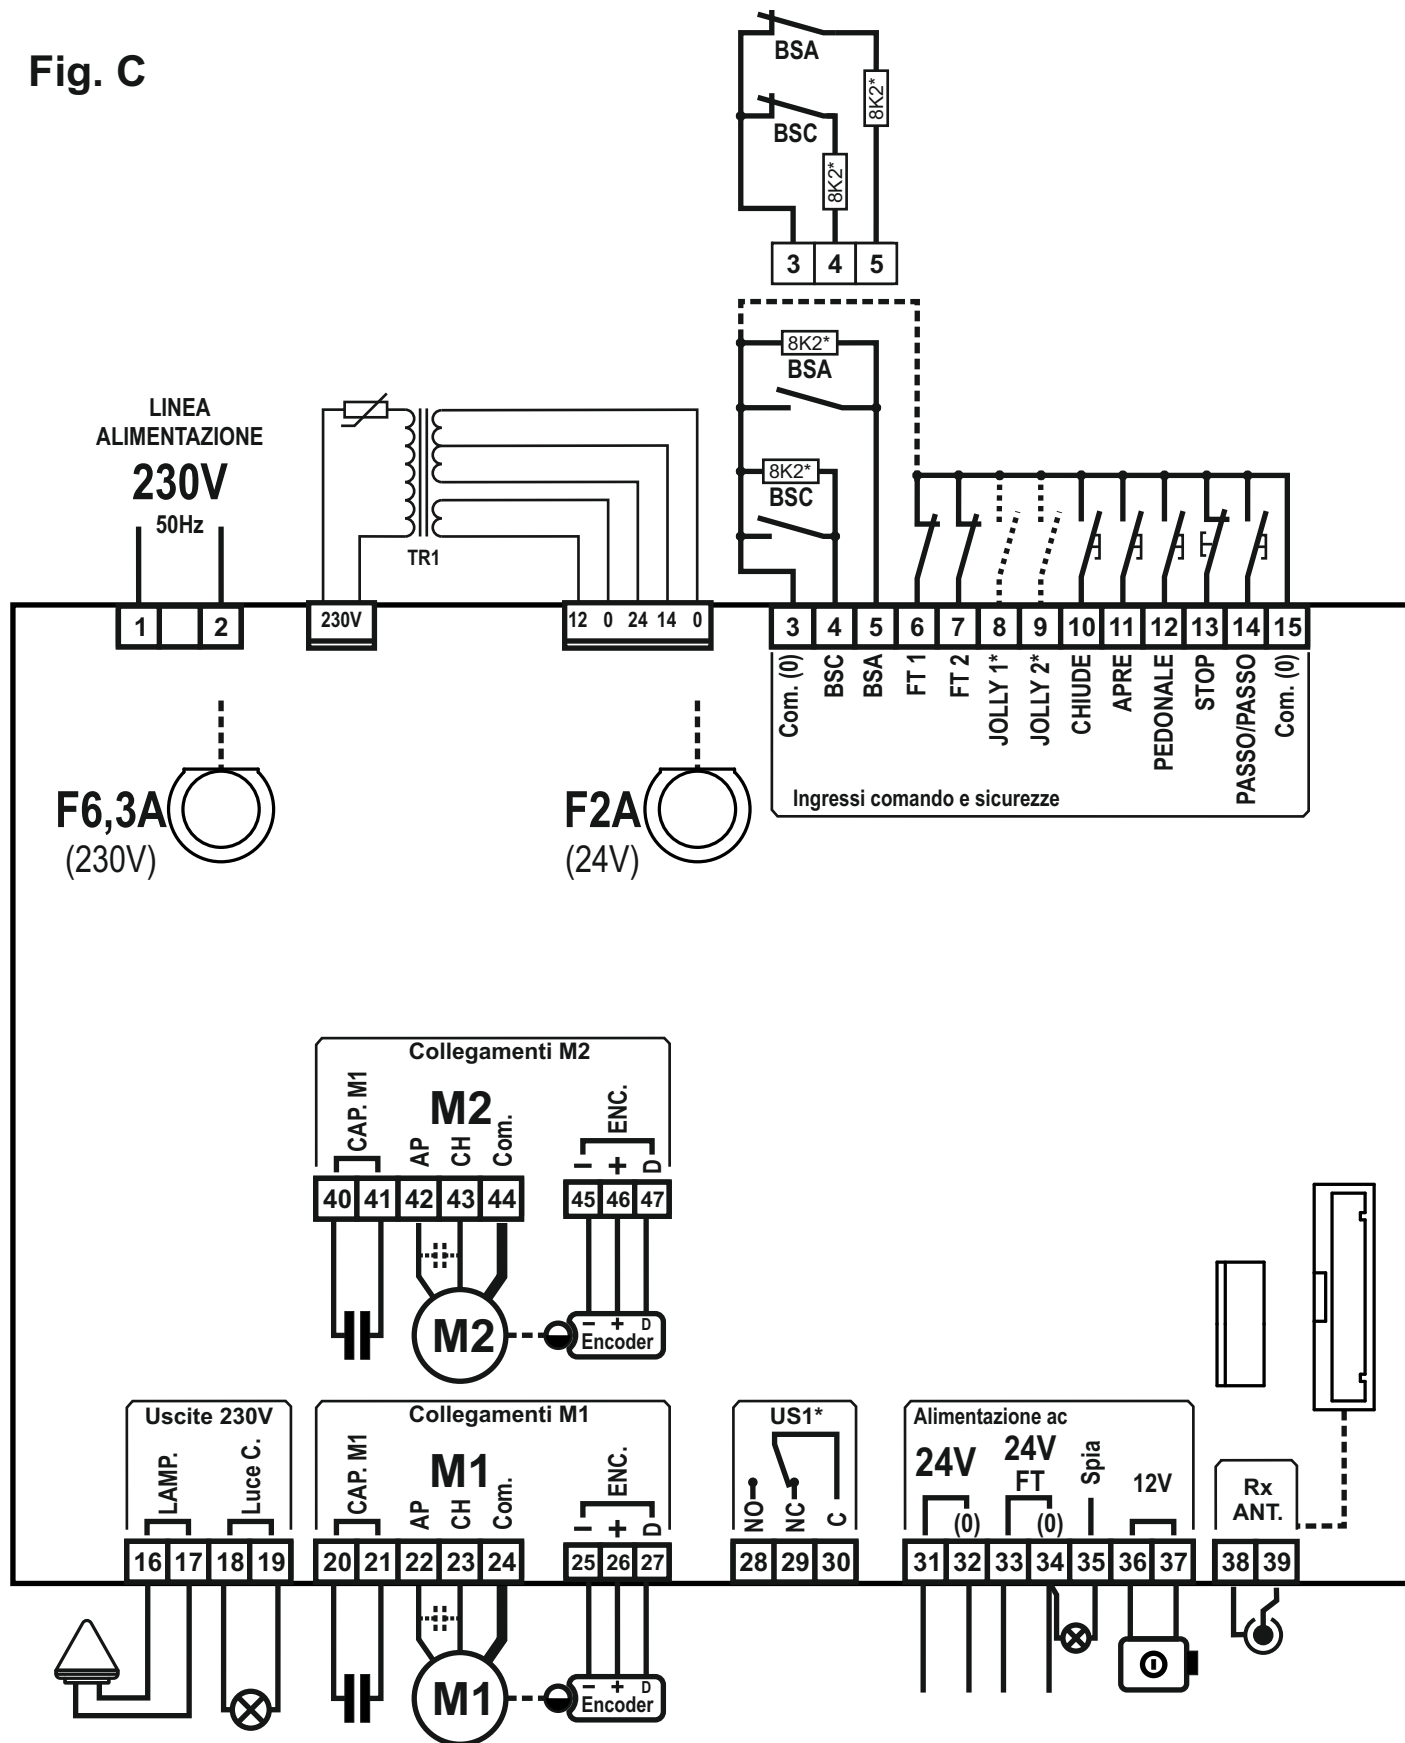 Fig. C
BSA
8K2*
BSC
8K2*
3 4 5
8K2*
BSA
8K2*
BSC
LINEA
ALIMENTAZIONE
230V
50Hz
TR1
1 2
230V
12 0 24 14 0
3 4 5 6 7 8 9 10 11 12 13 14 15
Com. (0)
BSC
BSA
FT 1
FT 2
JOLLY 1*
JOLLY 2*
CHIUDE
APRE
PEDONALE
STOP
PASSO/PASSO
Com. (0)
Ingressi comando e sicurezze
F6,3A
(230V)
F2A
(24V)
Collegamenti M2
CAP. M1
M2
AP
CH
Com.
ENC.
− + D
40 41 42 43 44
45 46 47
M2
− + D
Encoder
Uscite 230V
LAMP.
Luce C.
16 17 18 19
Collegamenti M1
CAP. M1
M1
AP
CH
Com.
ENC.
− + D
20 21 22 23 24
25 26 27
M1
− + D
Encoder
US1*
NO
NC
C
28 29 30
Alimentazione ac
24V
(0)
24V
FT
(0)
Spia
12V
31 32 33 34 35 36 37
Rx
ANT.
38 39